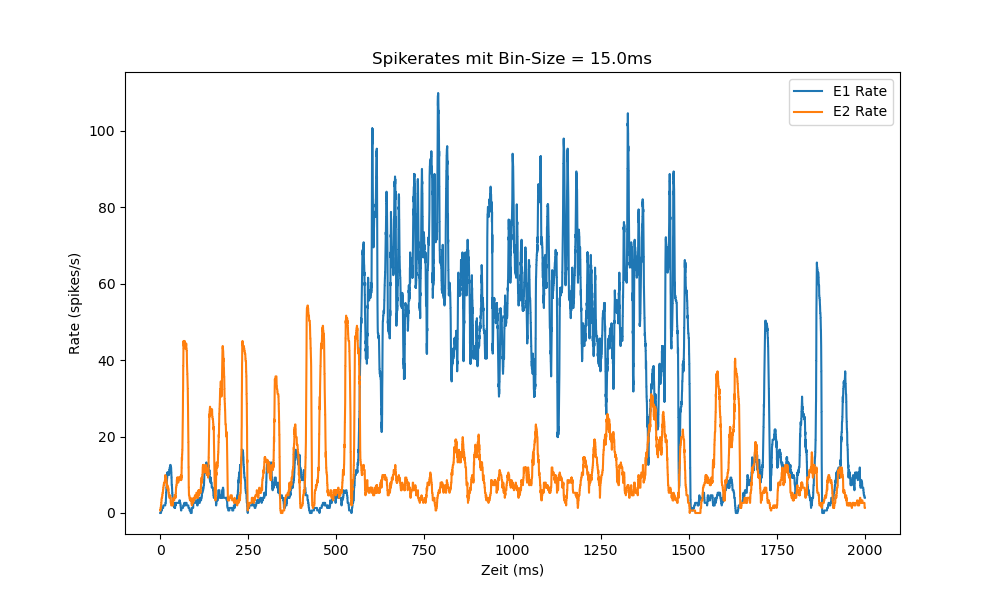 Spikerates mit Bin-Size = 15.0ms
E1 Rate
E2 Rate
Rate (spikes/s)
100
80
60
40
20
0
0 250 500 750 1000 1250 1500 1750 2000
Zeit (ms)